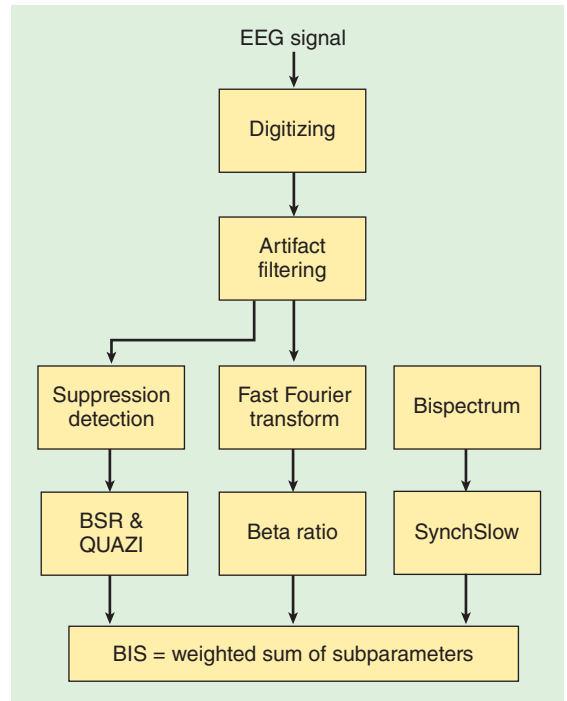 EEG signal
Digitizing
Artifact
filtering
Suppression
detection
Fast Fourier
transform
Bispectrum
BSR &
QUAZI
Beta ratio
SynchSlow
BIS = weighted sum of subparameters